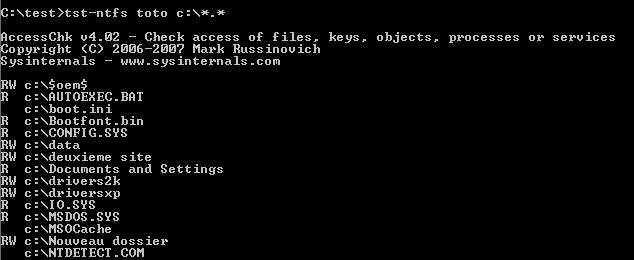 C:\test>tst-ntfs toto c:\*.*
AccessChk v4.02 - Check access of files, keys, objects, processes or services
Copyright (C) 2006-2007 Mark Russinovich
Sysinternals - www.sysinternals.com
RW c:\$oem$
R  c:\AUTOEXEC.BAT
   c:\boot.ini
R  c:\Bootfont.bin
R  c:\CONFIG.SYS
RW c:\data
RW c:\deuxieme site
R  c:\Documents and Settings
RW c:\drivers2k
RW c:\driversxp
R  c:\IO.SYS
R  c:\MSDOS.SYS
   c:\MSOCache
RW c:\Nouveau dossier
   c:\NTDETECT.COM